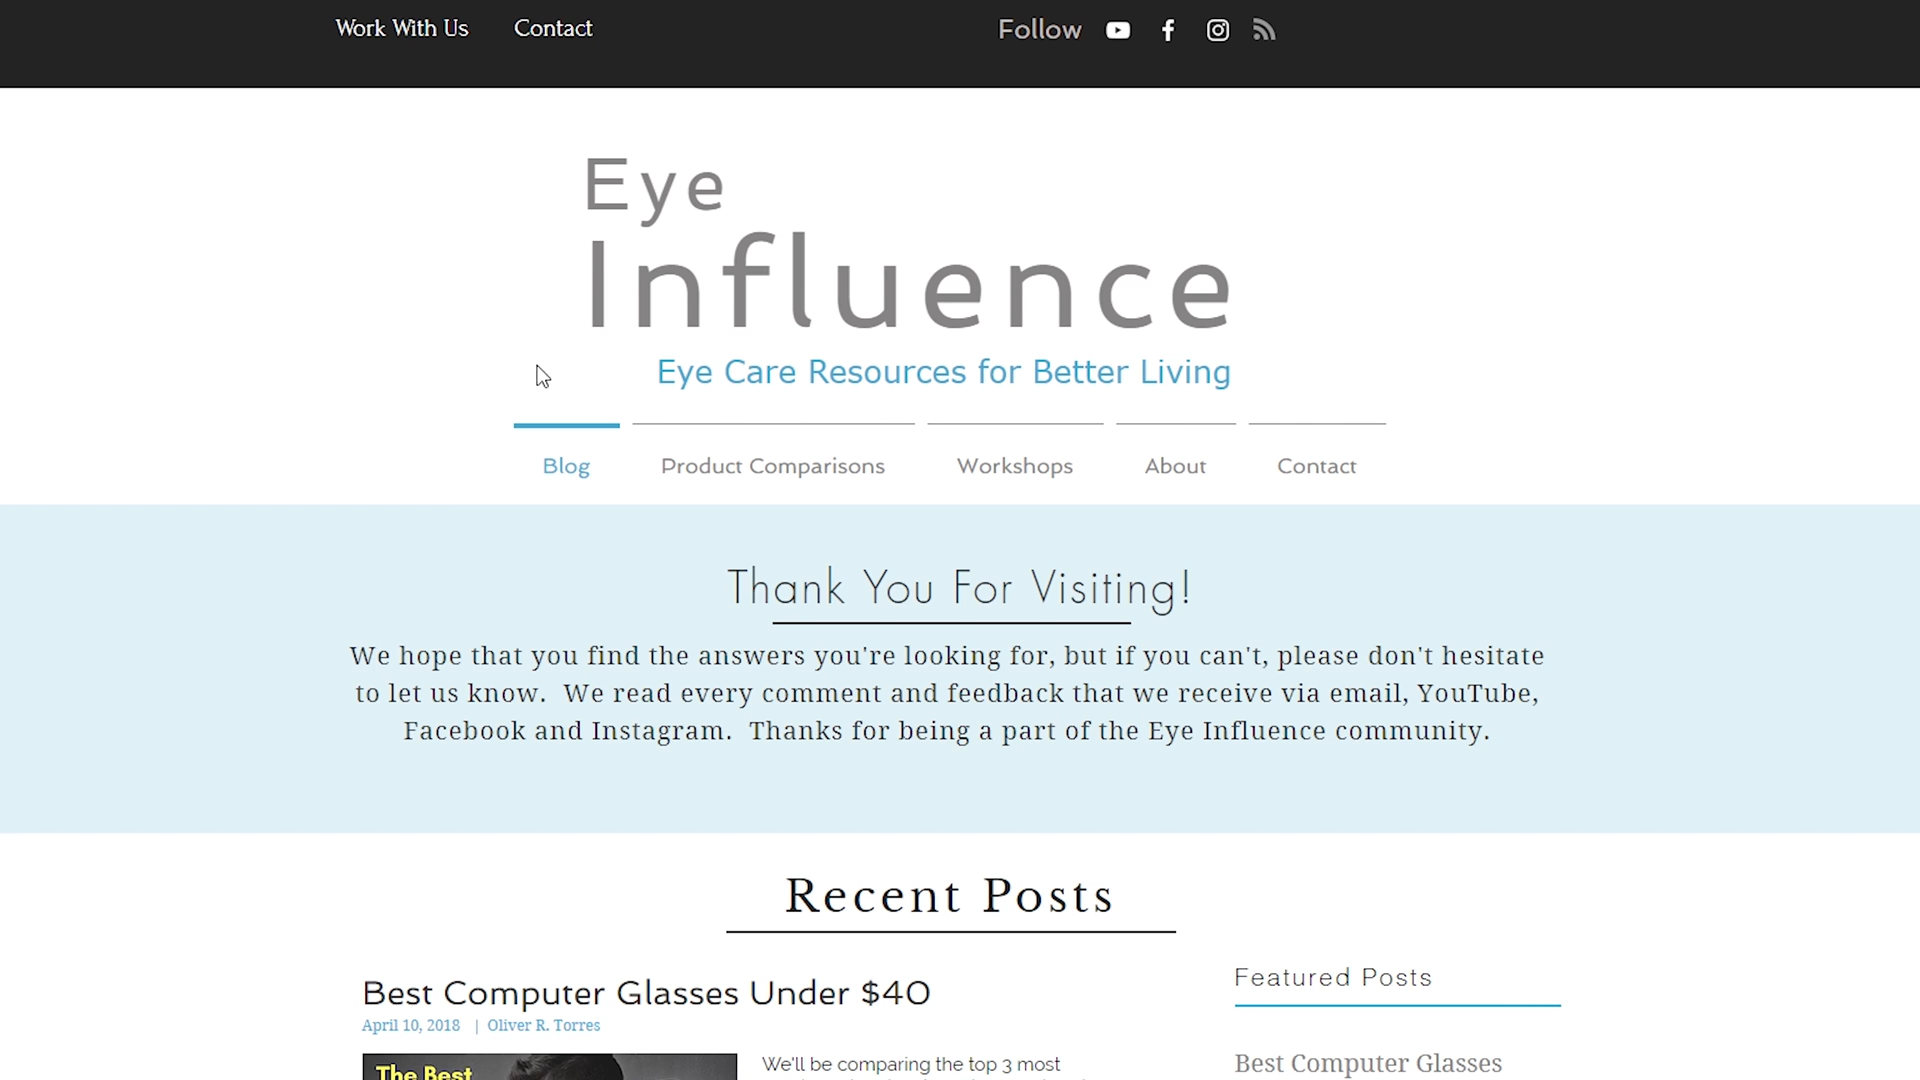 Work With Us
Contact
Follow
Eye
Influence
Eye Care Resources for Better Living
Blog
Product Comparisons
Workshops
About
Contact
Thank You For Visiting!
We hope that you find the answers you're looking for, but if you can't, please don't hesitate
to let us know.  We read every comment and feedback that we receive via email, YouTube,
Facebook and Instagram.  Thanks for being a part of the Eye Influence community.
Recent Posts
Best Computer Glasses Under $40
April 10, 2018 | Oliver R. Torres
The Best
We'll be comparing the top 3 most
Featured Posts
Best Computer Glasses